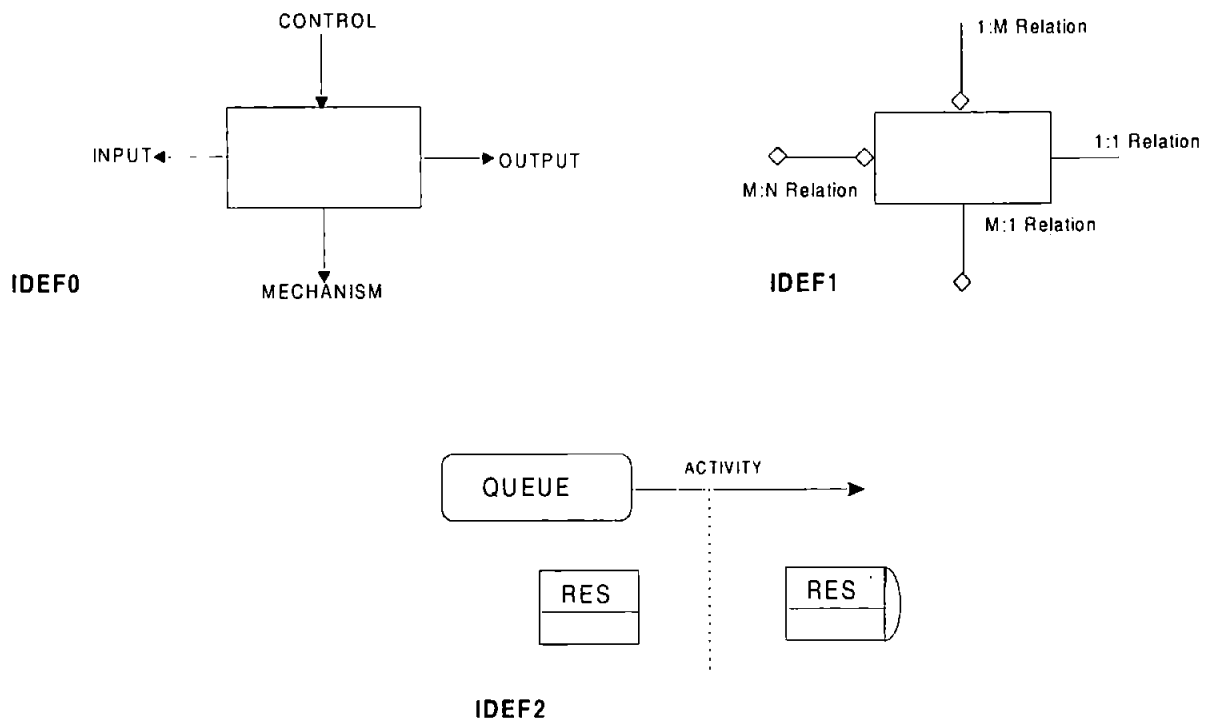 CONTROL
INPUT
OUTPUT
MECHANISM
IDEF0
1:M Relation
1:1 Relation
M:N Relation
M:1 Relation
IDEF1
QUEUE
ACTIVITY
RES
RES
IDEF2